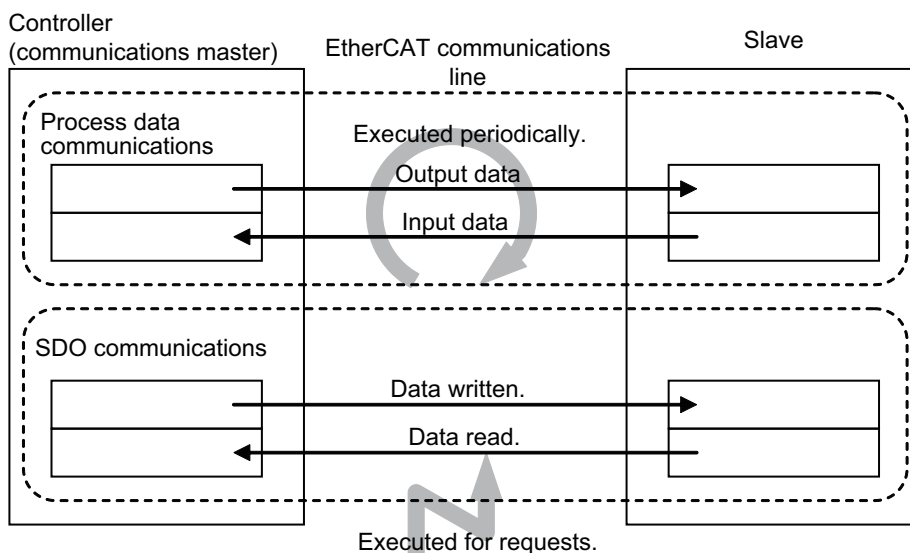 Controller
(communications master)
EtherCAT communications
line
Slave
Process data
communications
Executed periodically.
Output data
Input data
SDO communications
Data written.
Data read.
Executed for requests.